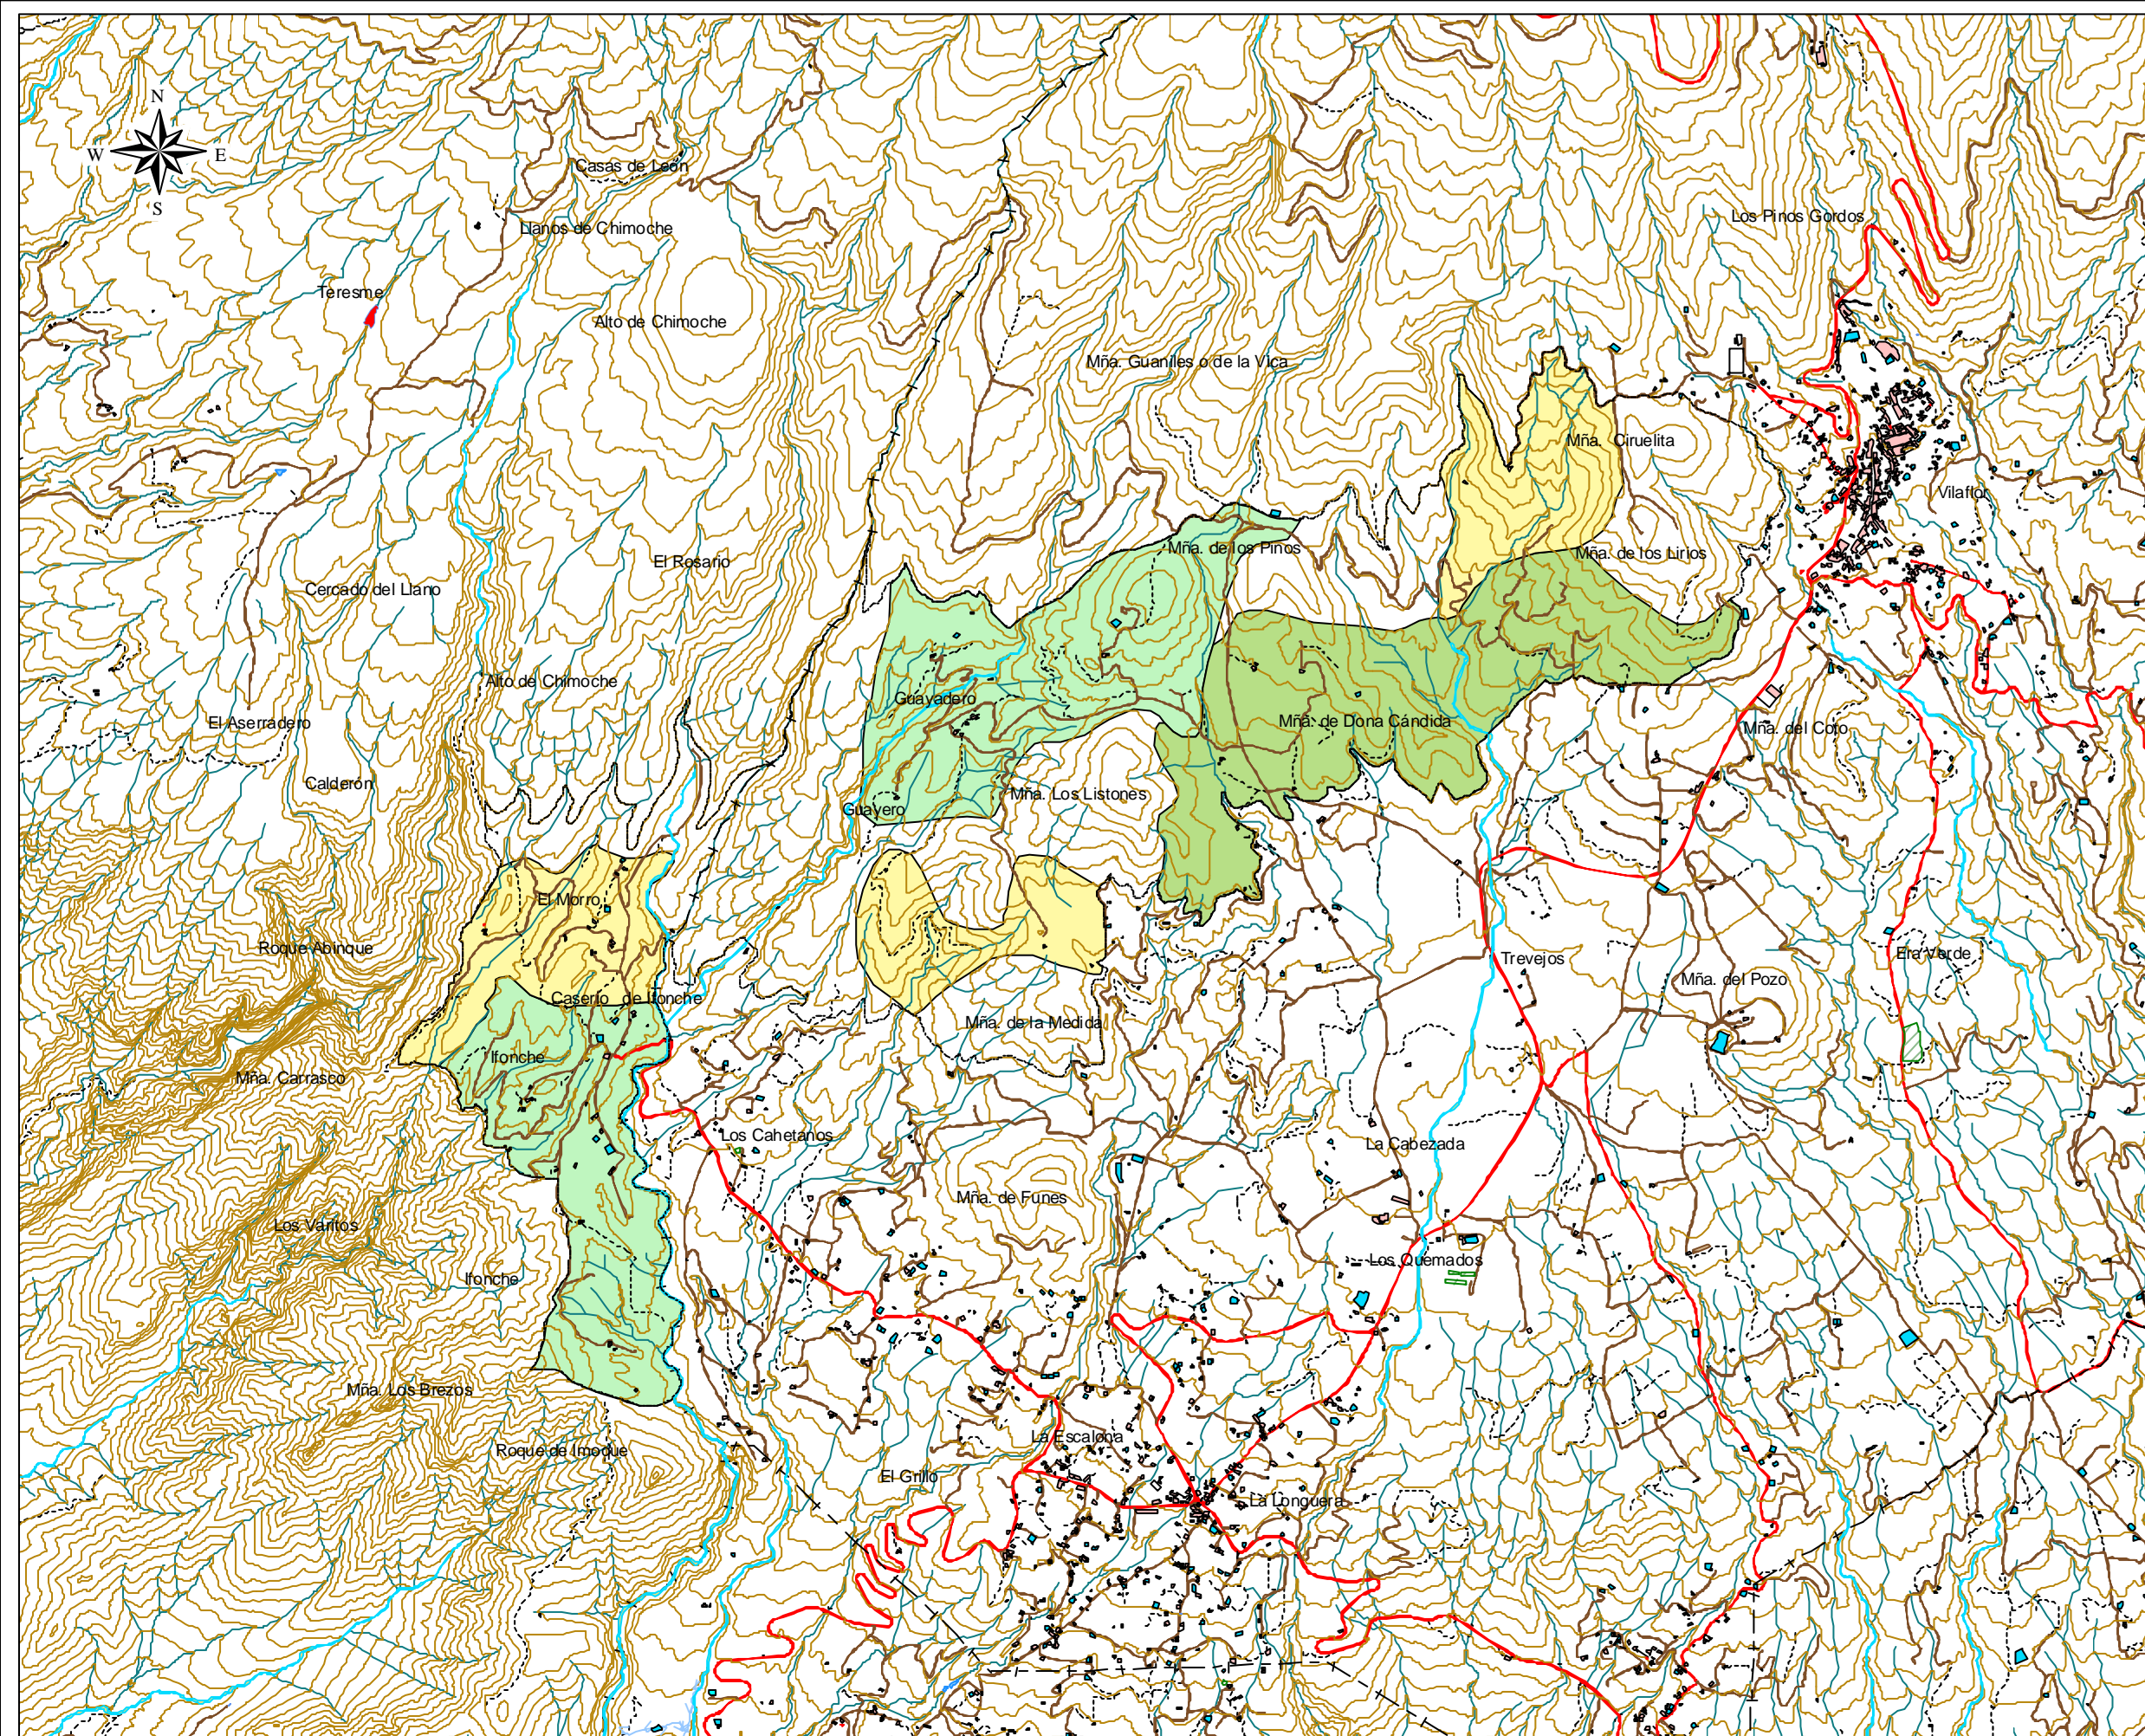 N
W E
S
Casas de León
Los Pinos Gordos
Llanos de Chimoche
Teresme
Alto de Chimoche
Mña. Guaniles o de la Vica
Mña. Ciruelita
Vilaflor
Mña. de los Pinos
Mña. de los Lirios
El Rosario
Cercado del Llano
Alto de Chimoche
Guayadero
El Aserradero
Mña. de Dona Cándida
Mña. del Coto
Calderón
Mña. Los Listones
Guayero
El Morro
Roque Abinque
Era Verde
Trevejos
Mña. del Pozo
Caserío de Ifonche
Mña. de la Medida
Ifonche
Mña. Carrasco
Los Cahetanos
La Cabezada
Mña. de Funes
Los Varitos
Los Quemados
Ifonche
Mña. Los Brezos
La Escalona
Roque de Imoque
El Grillo
La Longuera